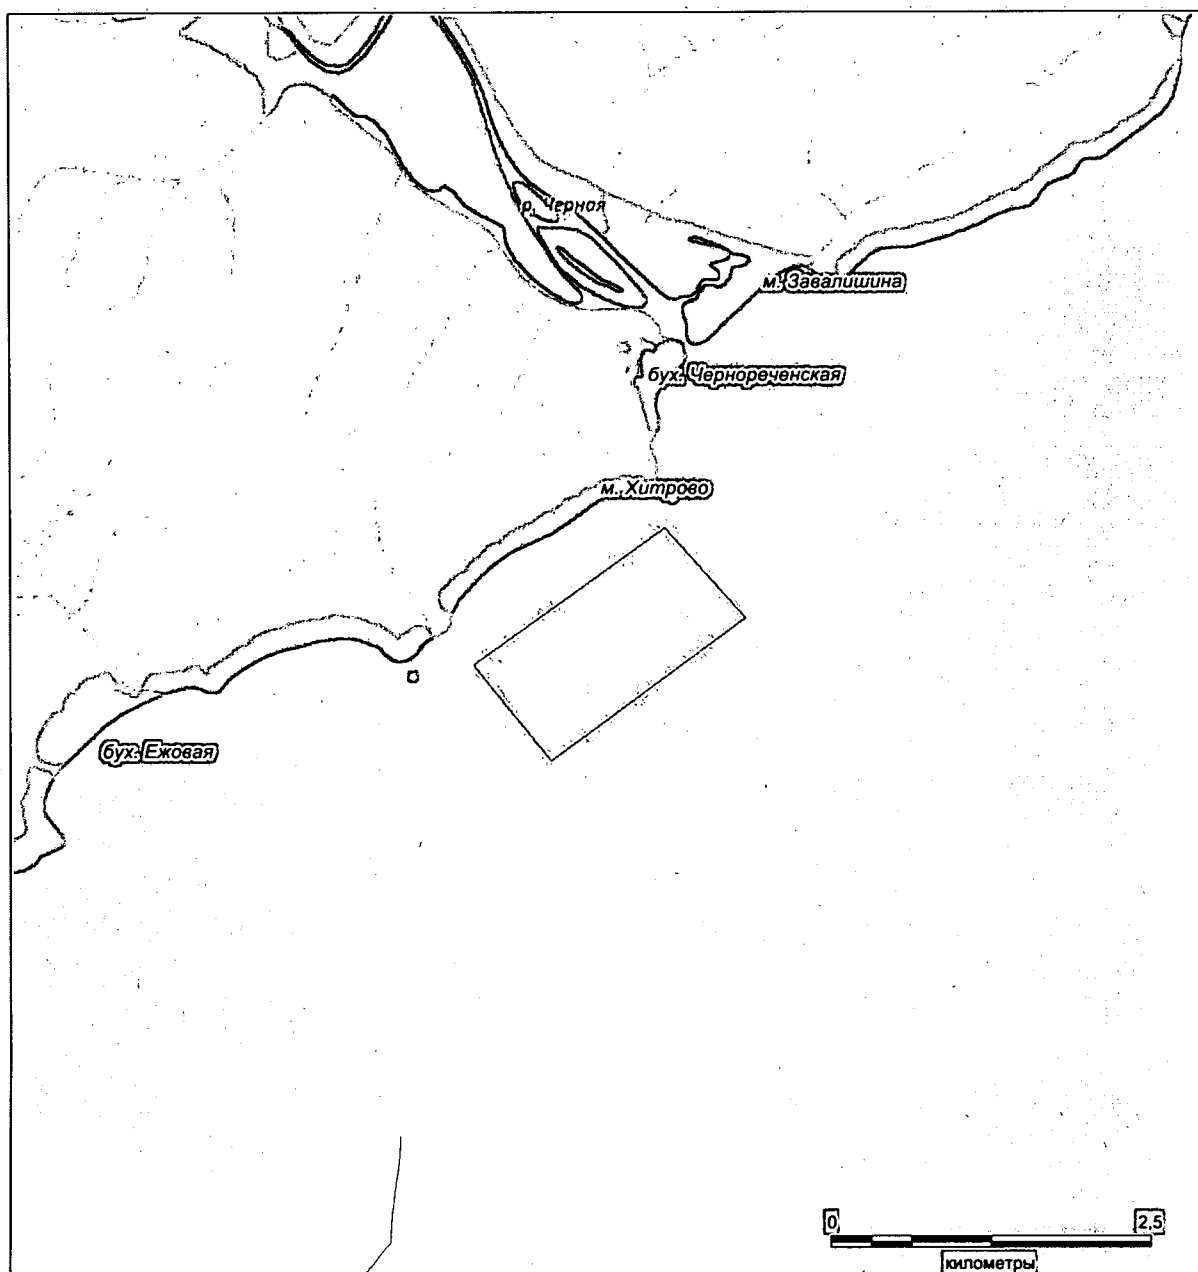 р. Черная
м. Завалишина
бух. Чернореченская
м. Хитрово
бух. Ежовая
0 2,5
километры